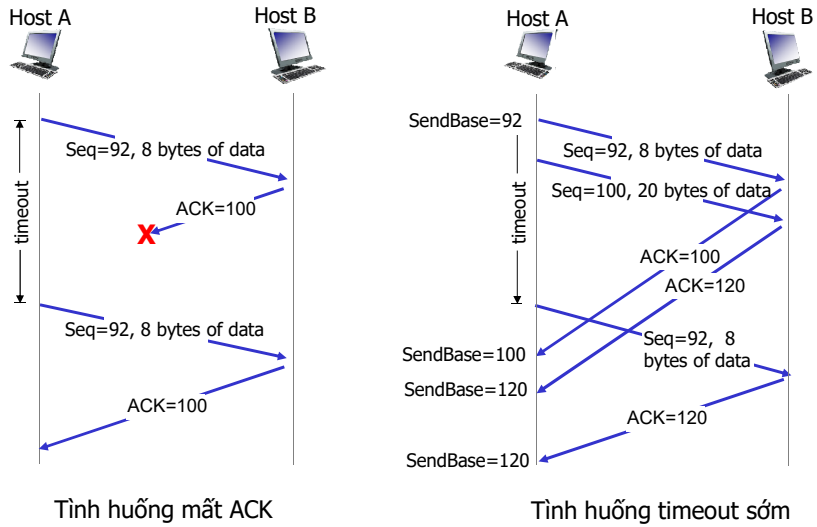 Host A
Host B
Seq=92, 8 bytes of data
ACK=100
X
timeout
Seq=92, 8 bytes of data
ACK=100
Tình huống mất ACK
Host A
Host B
SendBase=92
Seq=92, 8 bytes of data
Seq=100, 20 bytes of data
timeout
ACK=100
ACK=120
Seq=92, 8
bytes of data
SendBase=100
SendBase=120
ACK=120
SendBase=120
Tình huống timeout sớm